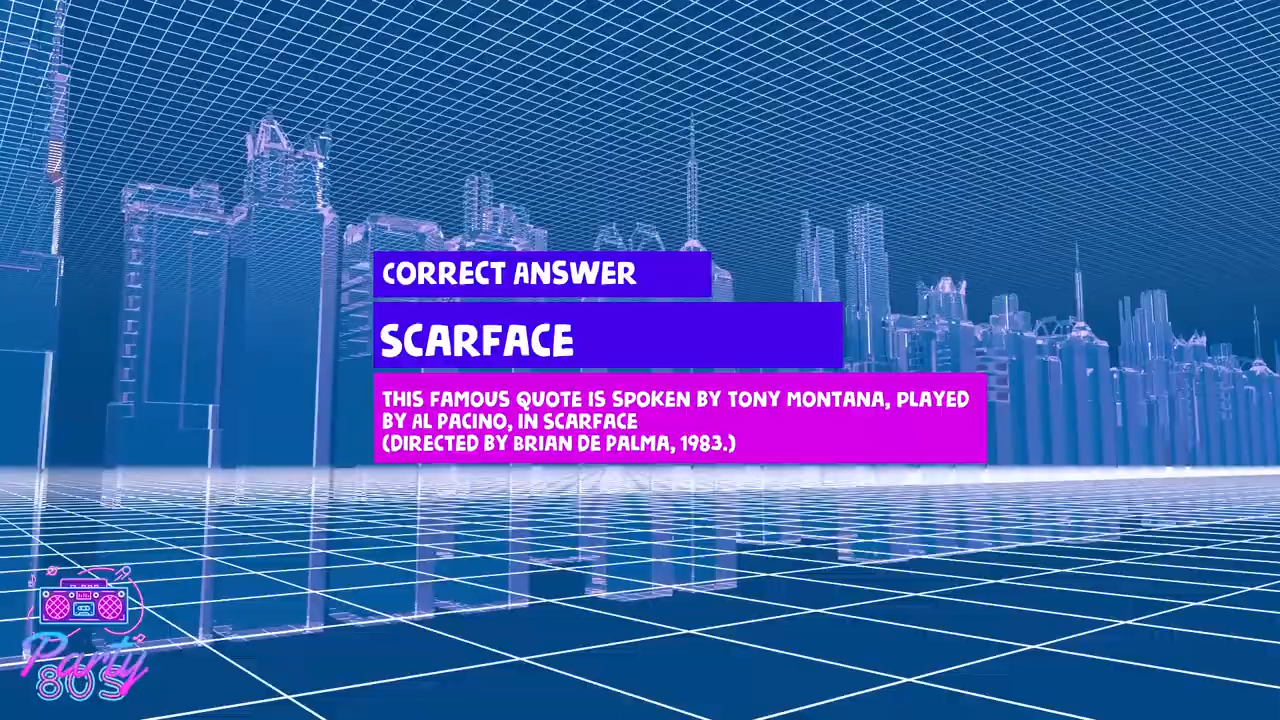 CORRECT ANSWER
SCARFACE
THIS FAMOUS QUOTE IS SPOKEN BY TONY MONTANA, PLAYED
BY AL PACINO, IN SCARFACE
(DIRECTED BY BRIAN DE PALMA, 1983.)
Party
80s